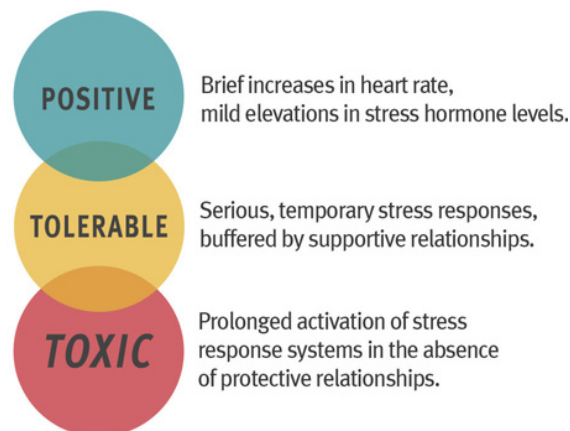 POSITIVE
Brief increases in heart rate,
mild elevations in stress hormone levels.
TOLERABLE
Serious, temporary stress responses,
buffered by supportive relationships.
TOXIC
Prolonged activation of stress
response systems in the absence
of protective relationships.